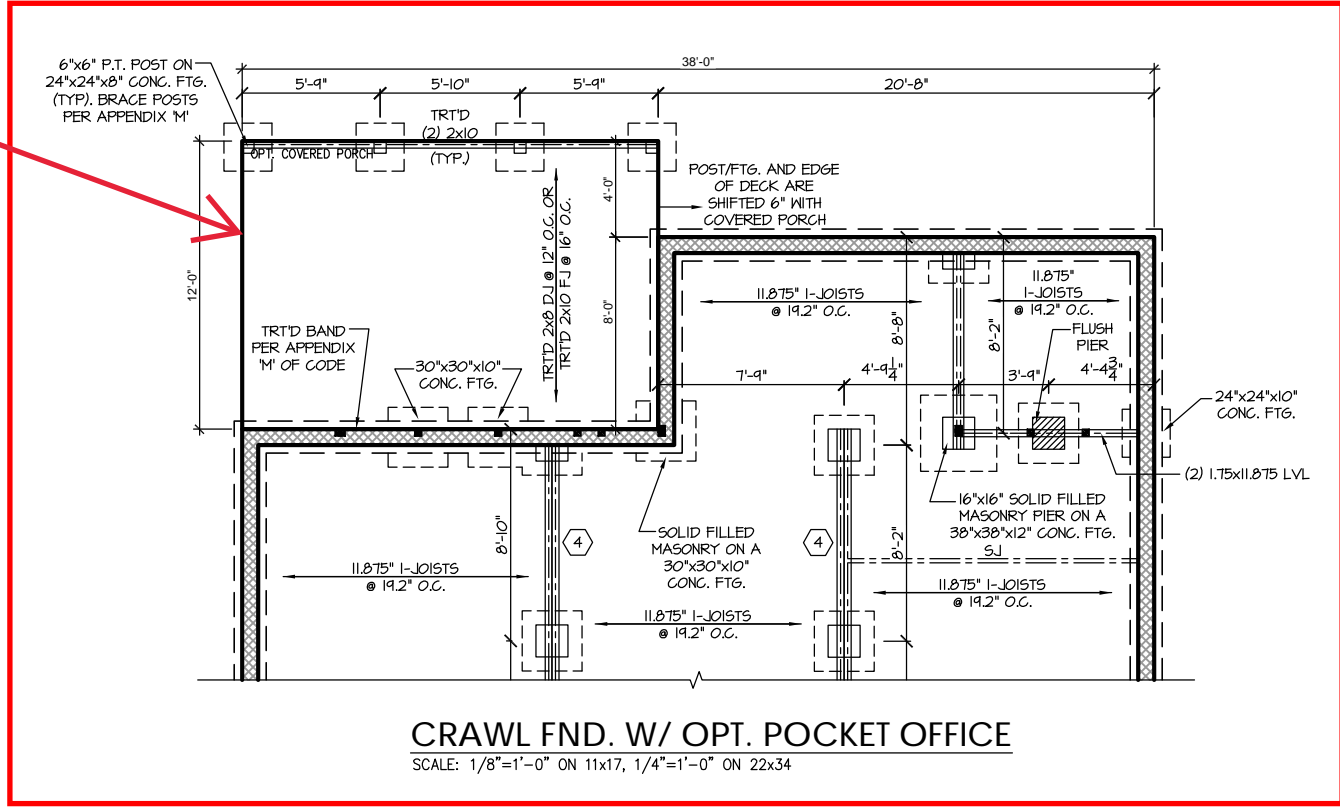 6"x6" P.T. POST ON
24"x24"x8" CONC. FTG.
(TYP). BRACE POSTS
PER APPENDIX 'M'
38'-0"
5'-9"
5'-10"
5'-9"
20'-8"
TRT'D
(2) 2x10
(TYP.)
OPT. COVERED PORCH
POST/FTG. AND EDGE
OF DECK ARE
SHIFTED 6" WITH
COVERED PORCH
4'-0"
12'-0"
8'-0"
TRT'D 2x8 DJ @ 12" O.C. OR
TRT'D 2x10 FJ @ 16" O.C.
TRT'D BAND
PER APPENDIX
'M' OF CODE
30"x30"x10"
CONC. FTG.
11.875" I-JOISTS
@ 19.2" O.C.
8'-8"
8'-2"
11.875"
I-JOISTS
@ 19.2" O.C.
FLUSH
PIER
7'-9"
4'-9 1/4"
3'-9"
4'-4 3/4"
24"x24"x10"
CONC. FTG.
(2) 1.75x11.875 LVL
16"x16" SOLID FILLED
MASONRY PIER ON A
38"x38"x12" CONC. FTG.
SJ
8'-10"
4
SOLID FILLED
MASONRY ON A
30"x30"x10"
CONC. FTG.
4
8'-2"
11.875" I-JOISTS
@ 19.2" O.C.
11.875" I-JOISTS
@ 19.2" O.C.
11.875" I-JOISTS
@ 19.2" O.C.
CRAWL FND. W/ OPT. POCKET OFFICE
SCALE: 1/8"=1'-0" ON 11x17, 1/4"=1'-0" ON 22x34